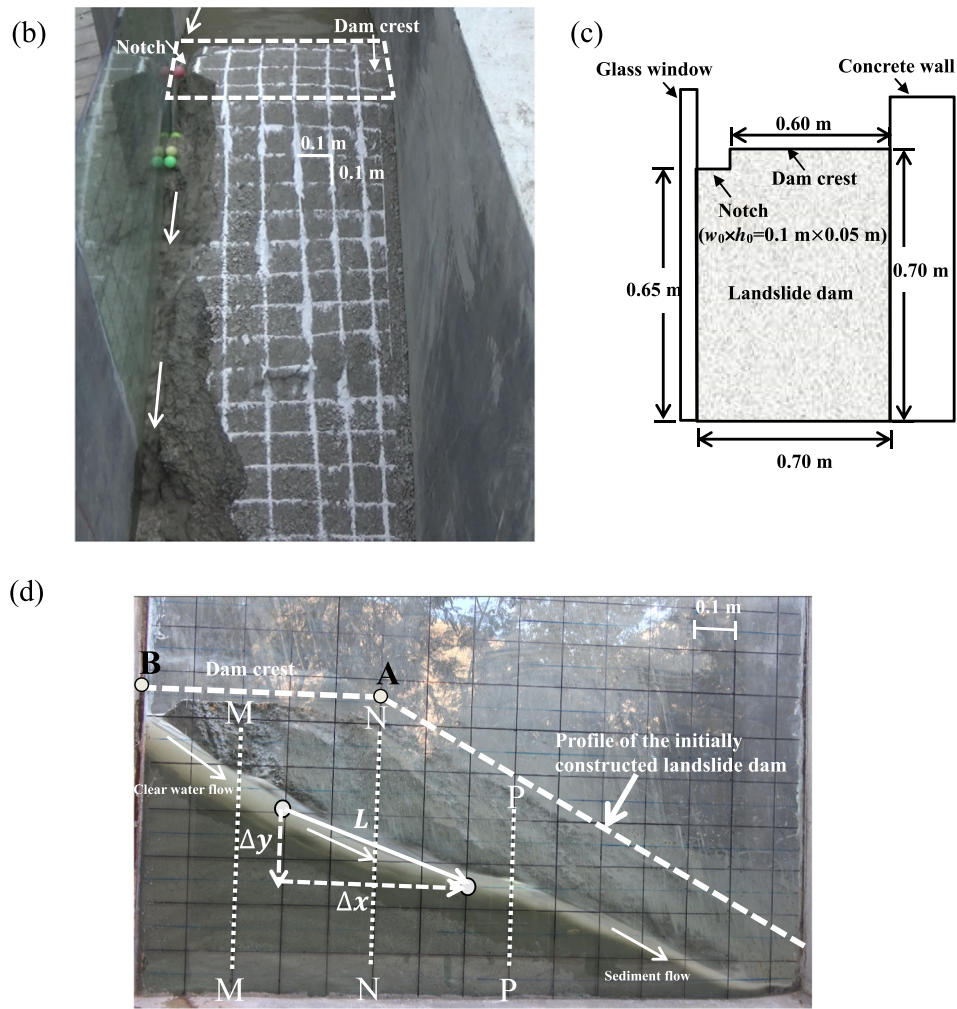 (b)
Dam crest
Notch
0.1 m
0.1 m
(c)
Glass window
Concrete wall
0.60 m
Dam crest
Notch
(w₀×h₀=0.1 m×0.05 m)
0.70 m
0.65 m
Landslide dam
0.70 m
(d)
0.1 m
B
Dam crest
A
M
N
Profile of the initially
constructed landslide dam
Clear water flow
P
L
Δy
Δx
Sediment flow
M
N
P